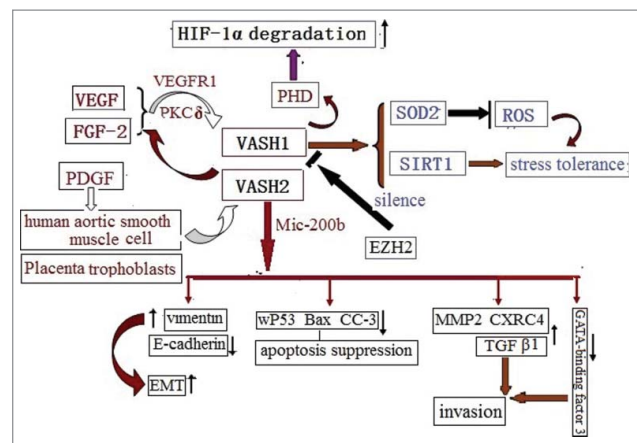 HIF-1α degradation ↑
VEGFR1
PKCδ
VEGF
FGF-2
PHD
VASH1
VASH2
SOD2
ROS
SIRT1
stress tolerance
silence
EZH2
PDGF
human aortic smooth
muscle cell
Placenta trophoblasts
Mic-200b
↑ vimentin
E-cadherin ↓
EMT ↑
wP53 Bax CC-3 ↓
apoptosis suppression
MMP2 CXRC4
TGF β1 ↑
invasion
GATA-binding factor 3 ↓